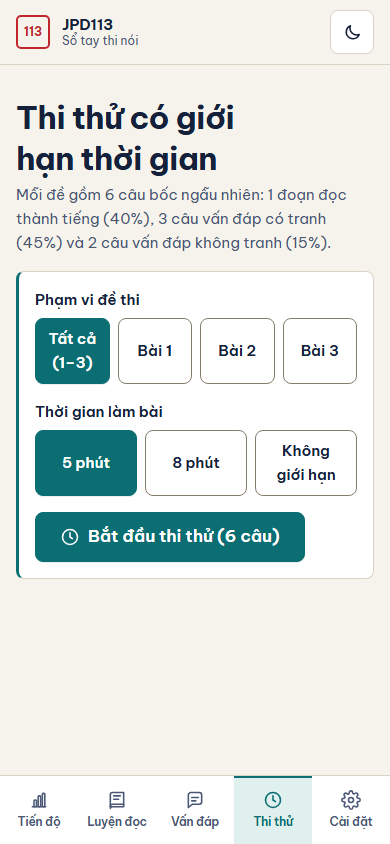 113
JPD113
Sổ tay thi nói
Thi thử có giới
hạn thời gian
Mỗi đề gồm 6 câu bốc ngẫu nhiên: 1 đoạn đọc
thành tiếng (40%), 3 câu vấn đáp có tranh
(45%) và 2 câu vấn đáp không tranh (15%).
Phạm vi đề thi
Tất cả
(1–3)
Bài 1
Bài 2
Bài 3
Thời gian làm bài
5 phút
8 phút
Không
giới hạn
Bắt đầu thi thử (6 câu)
Tiến độ
Luyện đọc
Vấn đáp
Thi thử
Cài đặt